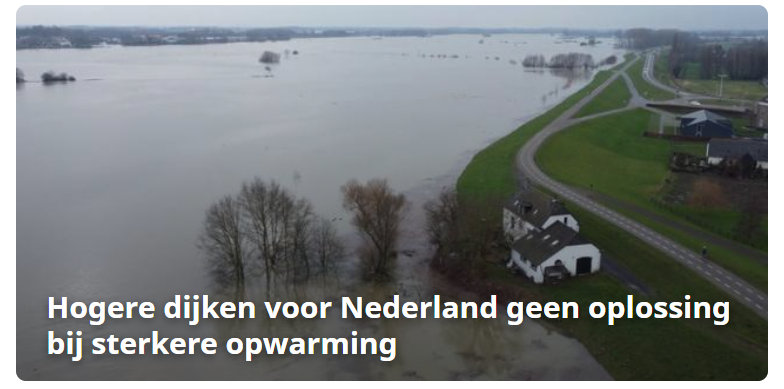 Hogere dijken voor Nederland geen oplossing
bij sterkere opwarming